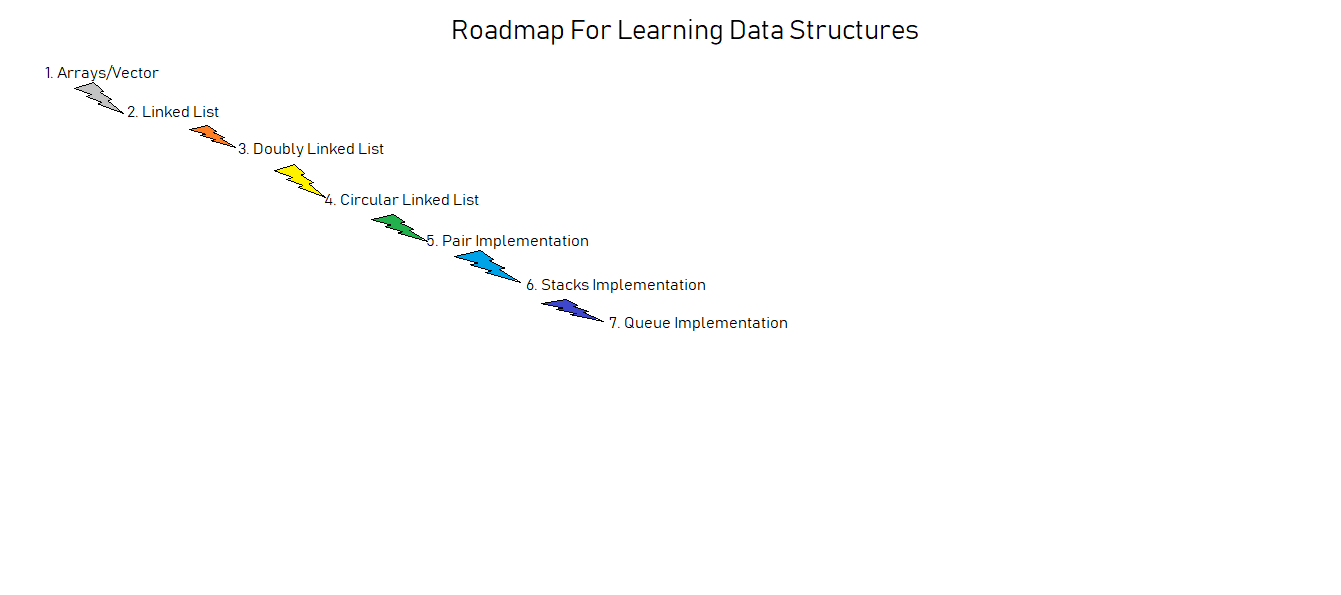 Roadmap For Learning Data Structures
1. Arrays/Vector
2. Linked List
3. Doubly Linked List
4. Circular Linked List
5. Pair Implementation
6. Stacks Implementation
7. Queue Implementation